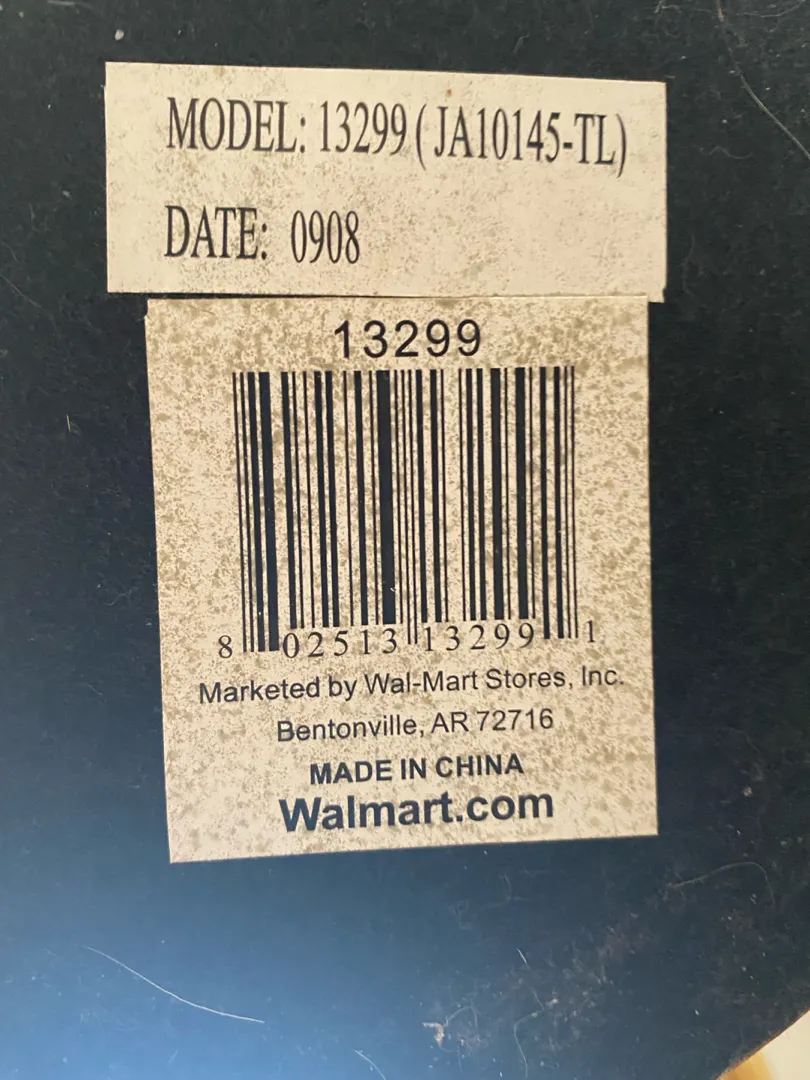 MODEL: 13299 ( JA10145-TL)
DATE: 0908
13299
8 02513 13299 1
Marketed by Wal-Mart Stores, Inc.
Bentonville, AR 72716
MADE IN CHINA
Walmart.com